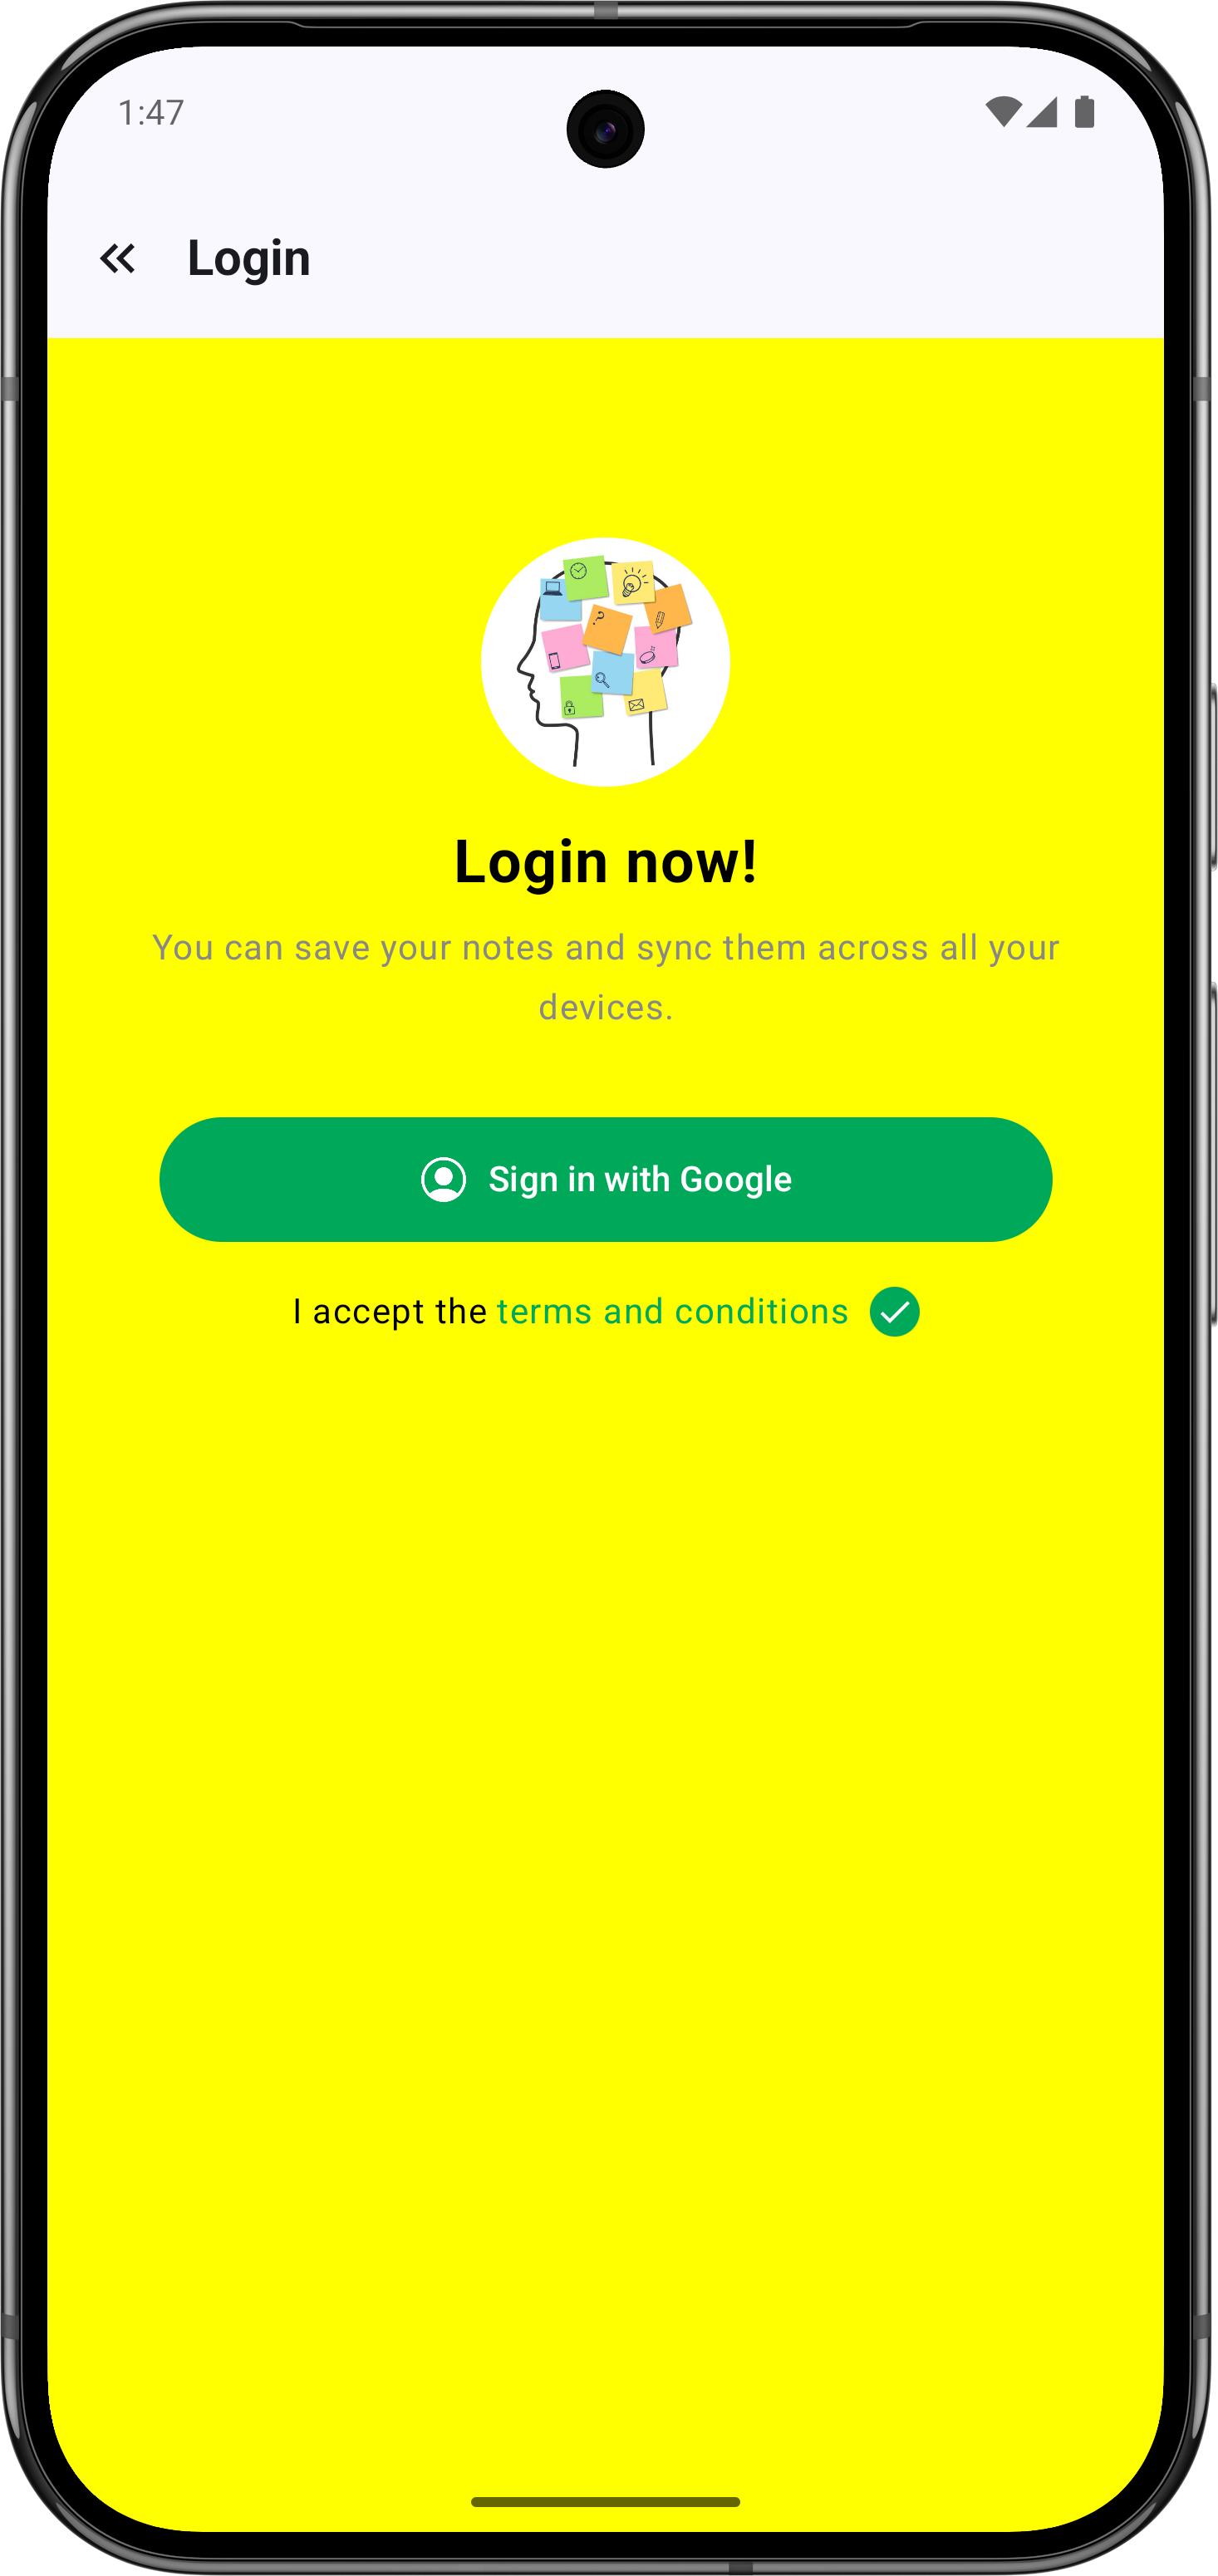 1:47
Login
Login now!
You can save your notes and sync them across all your
devices.
Sign in with Google
I accept the terms and conditions